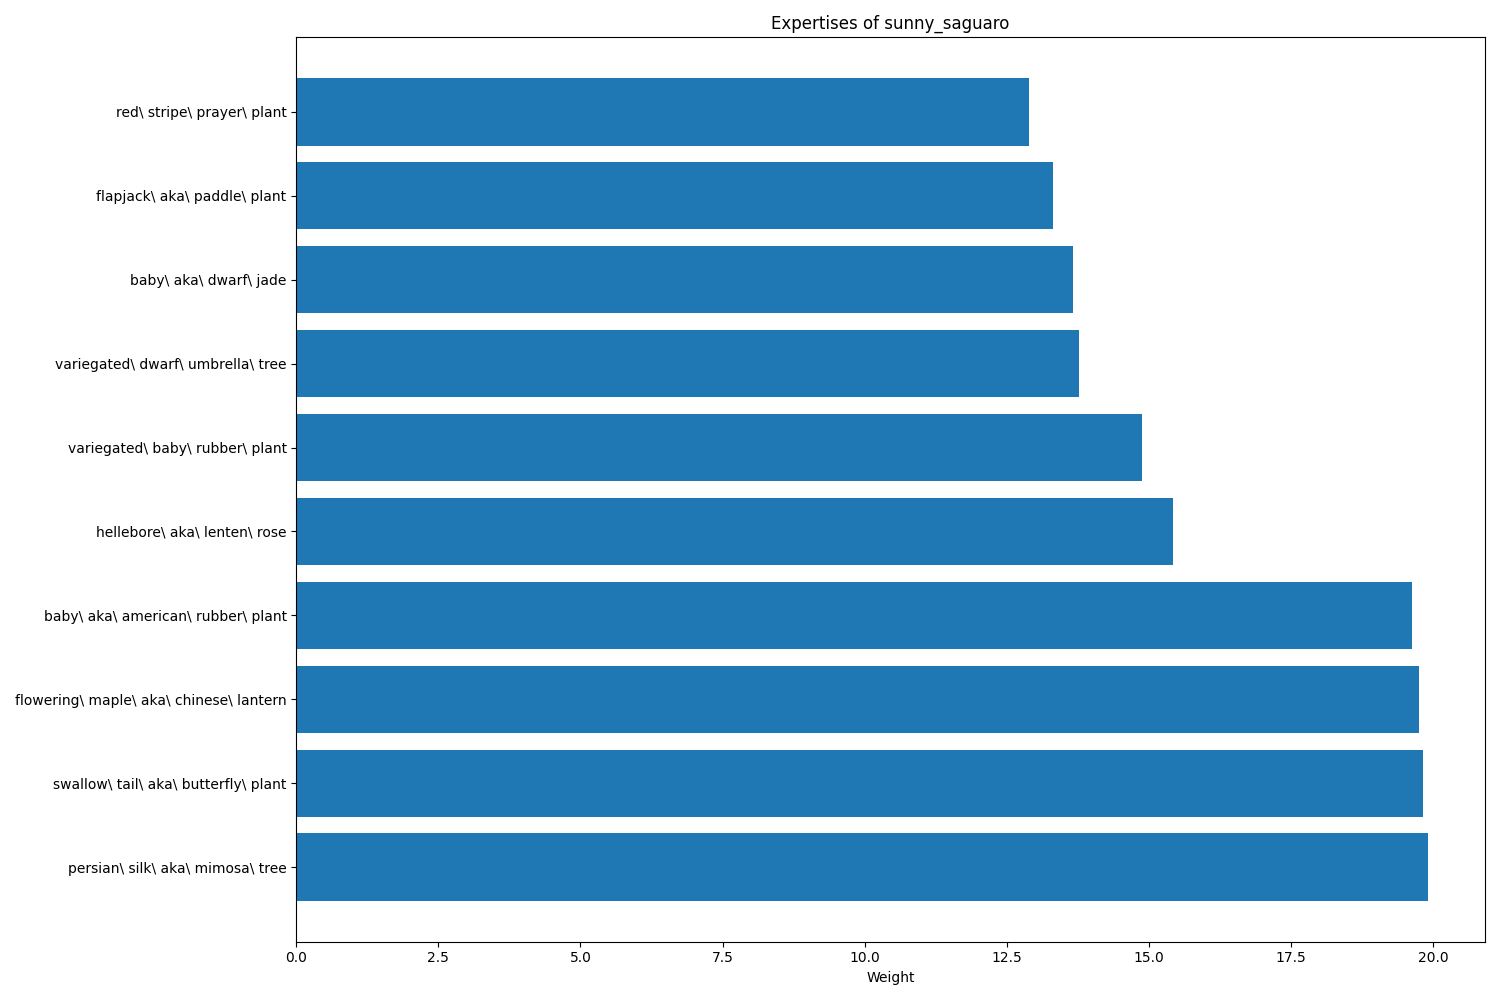 Expertises of sunny_saguaro
red\ stripe\ prayer\ plant
flapjack\ aka\ paddle\ plant
baby\ aka\ dwarf\ jade
variegated\ dwarf\ umbrella\ tree
variegated\ baby\ rubber\ plant
hellebore\ aka\ lenten\ rose
baby\ aka\ american\ rubber\ plant
flowering\ maple\ aka\ chinese\ lantern
swallow\ tail\ aka\ butterfly\ plant
persian\ silk\ aka\ mimosa\ tree
0.0 2.5 5.0 7.5 10.0 12.5 15.0 17.5 20.0
Weight